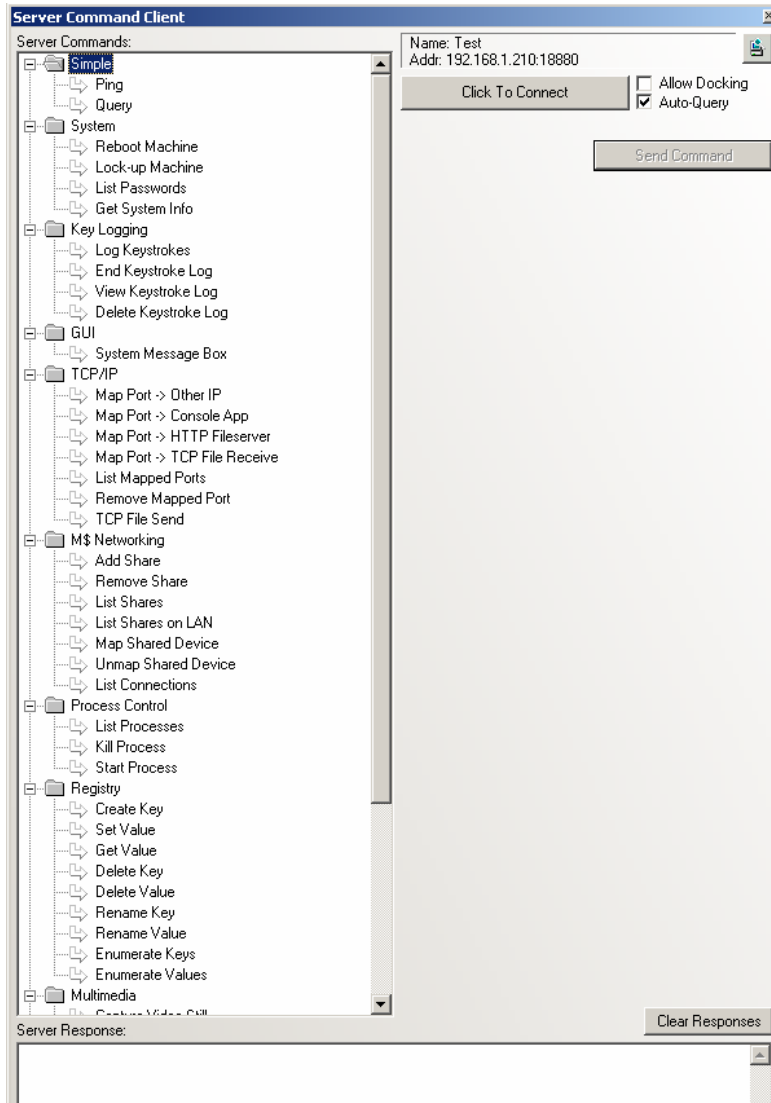 Server Command Client
Server Commands:
Simple
Ping
Query
System
Reboot Machine
Lock-up Machine
List Passwords
Get System Info
Key Logging
Log Keystrokes
End Keystroke Log
View Keystroke Log
Delete Keystroke Log
GUI
System Message Box
TCP/IP
Map Port -> Other IP
Map Port -> Console App
Map Port -> HTTP Fileserver
Map Port -> TCP File Receive
List Mapped Ports
Remove Mapped Port
TCP File Send
M$ Networking
Add Share
Remove Share
List Shares
List Shares on LAN
Map Shared Device
Unmap Shared Device
List Connections
Process Control
List Processes
Kill Process
Start Process
Registry
Create Key
Set Value
Get Value
Delete Key
Delete Value
Rename Key
Rename Value
Enumerate Keys
Enumerate Values
Multimedia
Capture Video Still
Name: Test
Addr: 192.168.1.210:18880
Click To Connect
Allow Docking
Auto-Query
Send Command
Clear Responses
Server Response: